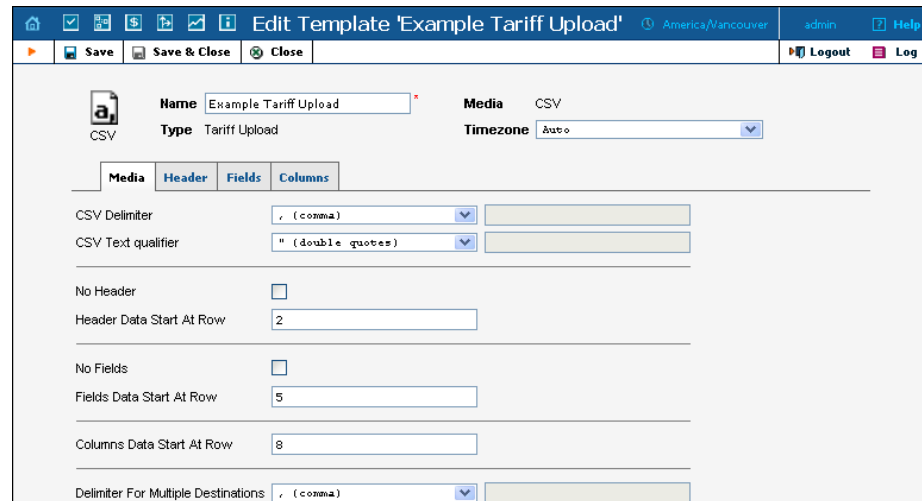 Edit Template 'Example Tariff Upload' America/Vancouver admin ? Help
Save Save & Close Close Logout Log
a, Name Example Tariff Upload * Media CSV
CSV Type Tariff Upload Timezone Auto
Media Header Fields Columns
CSV Delimiter , (comma)
CSV Text qualifier " (double quotes)
No Header
Header Data Start At Row 2
No Fields
Fields Data Start At Row 5
Columns Data Start At Row 8
Delimiter For Multiple Destinations , (comma)